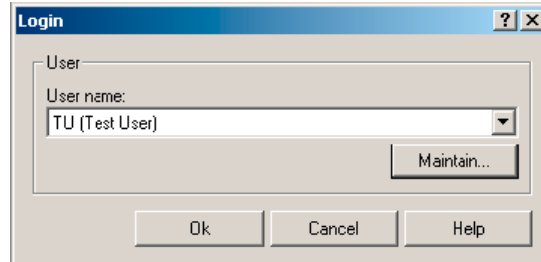 Login
User
User name:
TU (Test User)
Maintain...
Ok Cancel Help